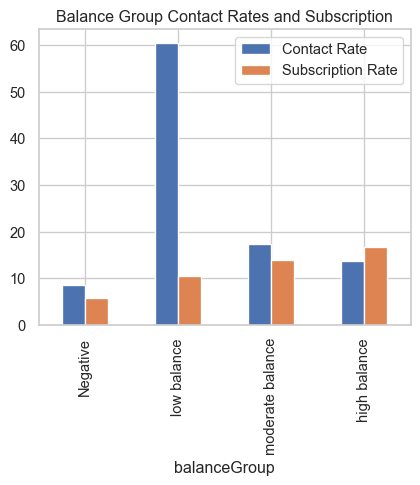 Balance Group Contact Rates and Subscription
Contact Rate
Subscription Rate
60
50
40
30
20
10
0
Negative
low balance
moderate balance
high balance
balanceGroup